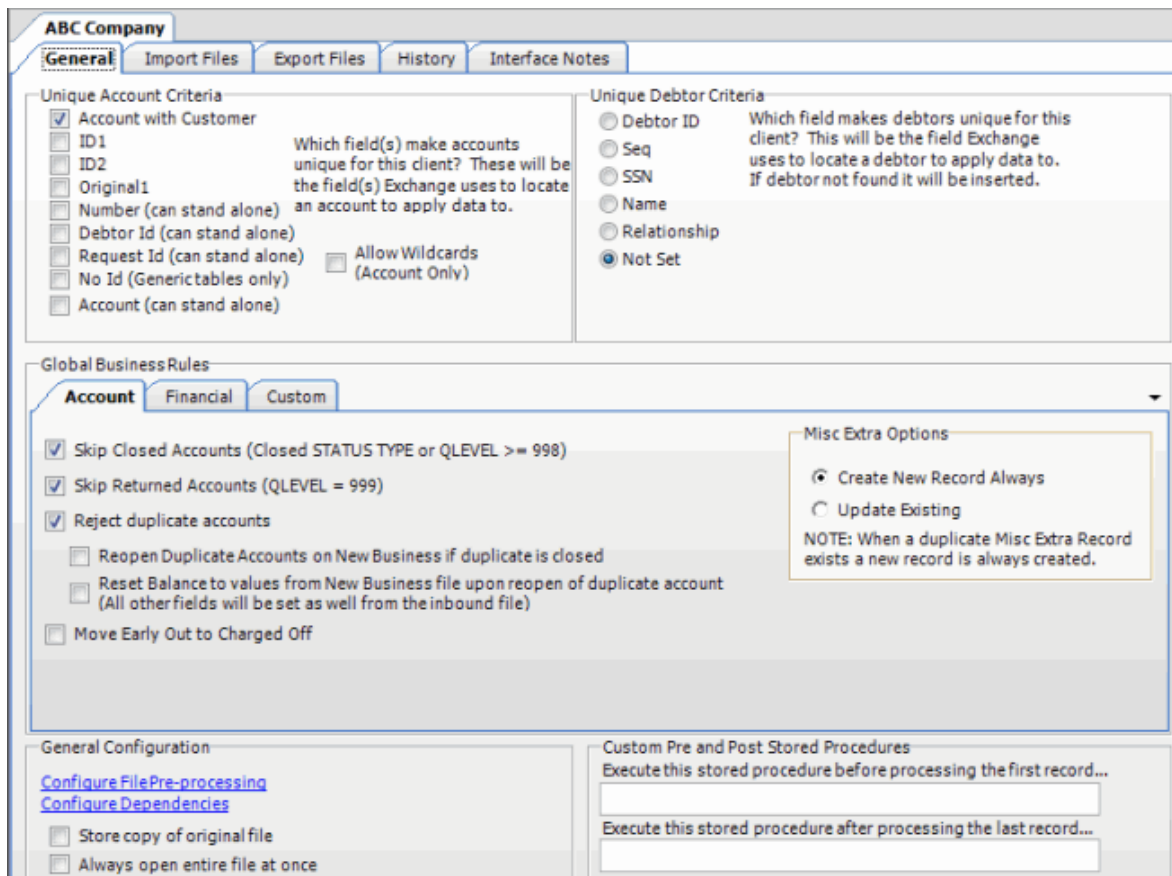 ABC Company
General Import Files Export Files History Interface Notes
Unique Account Criteria
Account with Customer
ID1
ID2
Original1
Number (can stand alone)
Debtor Id (can stand alone)
Request Id (can stand alone)
No Id (Generic tables only)
Account (can stand alone)
Which field(s) make accounts
unique for this client? These will be
the field(s) Exchange uses to locate
an account to apply data to.
Allow Wildcards
(Account Only)
Unique Debtor Criteria
Debtor ID
Seq
SSN
Name
Relationship
Not Set
Which field makes debtors unique for this
client? This will be the field Exchange
uses to locate a debtor to apply data to.
If debtor not found it will be inserted.
Global Business Rules
Account Financial Custom
Skip Closed Accounts (Closed STATUS TYPE or QLEVEL >= 998)
Skip Returned Accounts (QLEVEL = 999)
Reject duplicate accounts
Reopen Duplicate Accounts on New Business if duplicate is closed
Reset Balance to values from New Business file upon reopen of duplicate account
(All other fields will be set as well from the inbound file)
Move Early Out to Charged Off
Misc Extra Options
Create New Record Always
Update Existing
NOTE: When a duplicate Misc Extra Record
exists a new record is always created.
General Configuration
Configure File Pre-processing
Configure Dependencies
Store copy of original file
Always open entire file at once
Custom Pre and Post Stored Procedures
Execute this stored procedure before processing the first record...
Execute this stored procedure after processing the last record...